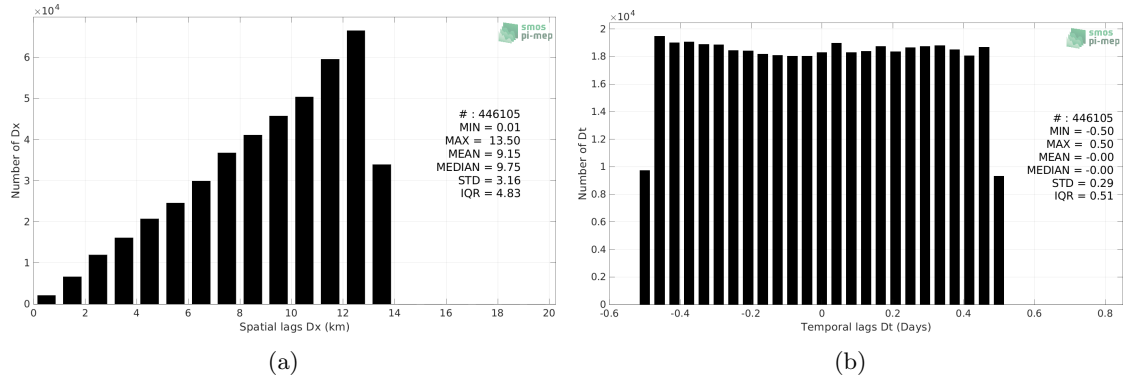 ×10⁴
smos
pi-mep
6
5
4
3
2
1
0
Number of Dx
# : 446105
MIN = 0.01
MAX = 13.50
MEAN = 9.15
MEDIAN = 9.75
STD = 3.16
IQR = 4.83
0 2 4 6 8 10 12 14 16 18 20
Spatial lags Dx (km)
(a)
×10⁴
smos
pi-mep
2
1.8
1.6
1.4
1.2
1
0.8
0.6
0.4
0.2
0
Number of Dt
# : 446105
MIN = -0.50
MAX = 0.50
MEAN = -0.00
MEDIAN = -0.00
STD = 0.29
IQR = 0.51
-0.6 -0.4 -0.2 0 0.2 0.4 0.6 0.8
Temporal lags Dt (Days)
(b)